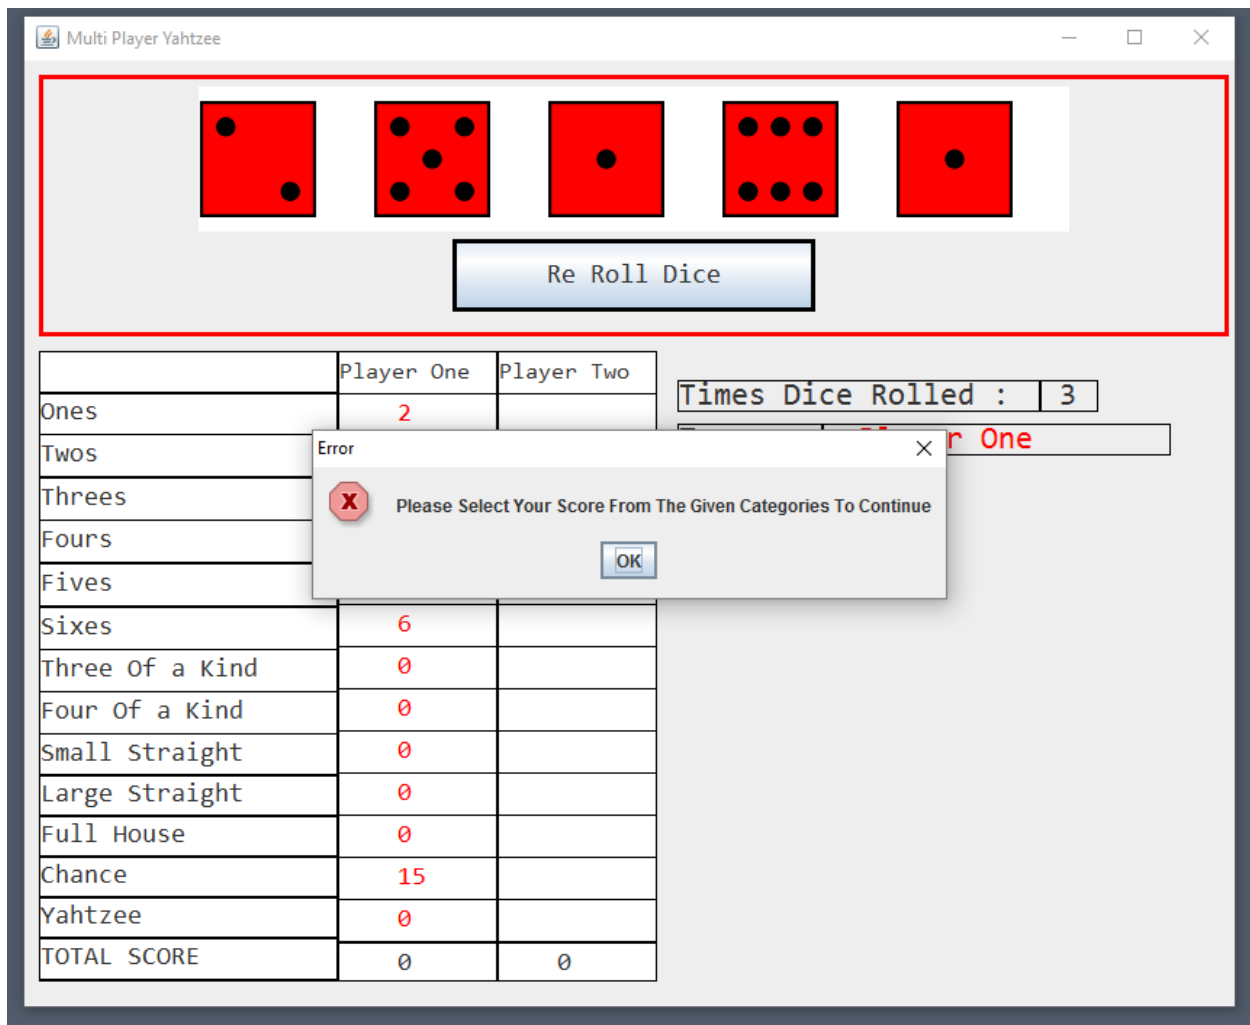 Multi Player Yahtzee
Re Roll Dice
Player One Player Two
Times Dice Rolled : 3
Ones 2
r One
Error
Twos
Please Select Your Score From The Given Categories To Continue
Threes
Fours
OK
Fives
Sixes 6
Three Of a Kind 0
Four Of a Kind 0
Small Straight 0
Large Straight 0
Full House 0
Chance 15
Yahtzee 0
TOTAL SCORE 0 0